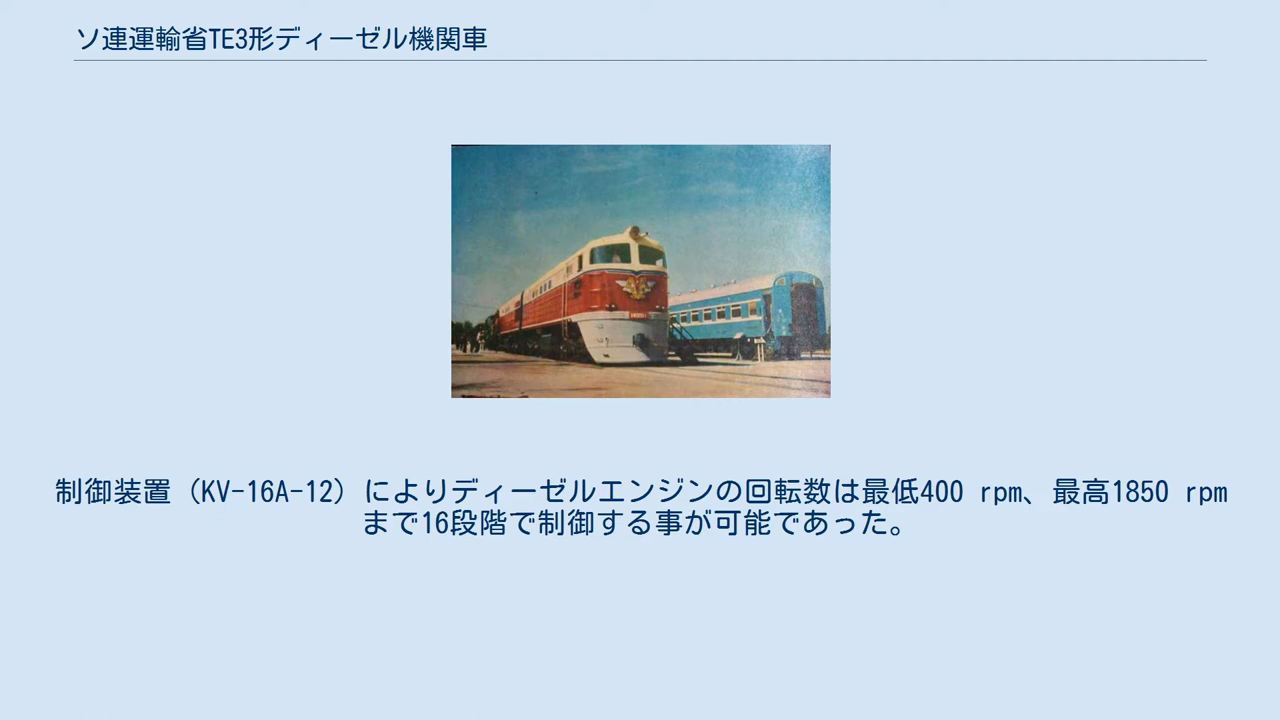 ソ連運輸省TE3形ディーゼル機関車
制御装置（KV-16A-12）によりディーゼルエンジンの回転数は最低400 rpm、最高1850 rpm
まで16段階で制御する事が可能であった。